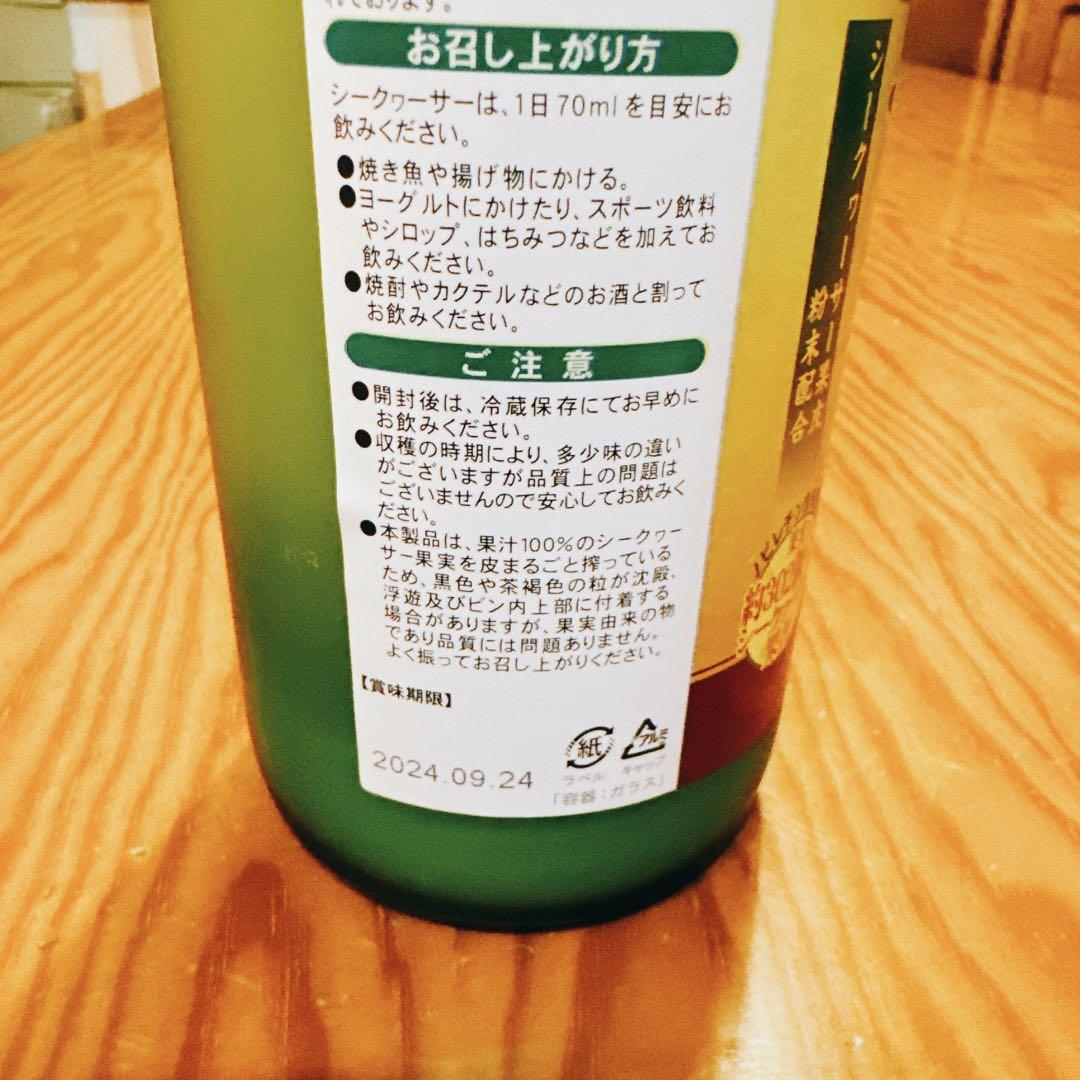 れております。
お召し上がり方
シークヮーサーは、1日70mlを目安にお
飲みください。
●焼き魚や揚げ物にかける。
●ヨーグルトにかけたり、スポーツ飲料
やシロップ、はちみつなどを加えてお
飲みください。
●焼酎やカクテルなどのお酒と割って
お飲みください。
ご注意
●開封後は、冷蔵保存にてお早めに
お飲みください。
●収穫の時期により、多少味の違い
がございますが品質上の問題は
ございませんので安心してお飲みく
ださい。
●本製品は、果汁100%のシークヮー
サー果実を皮まるごと搾っている
ため、黒色や茶褐色の粒が沈殿、
浮遊及びビン内上部に付着する
場合がありますが、果実由来の物
であり品質には問題ありません。
よく振ってお召し上がりください。
【賞味期限】
2024.09.24
紙
ラベル
アルミ
キャップ
「容器:ガラス」
シークヮーサー果皮
粉末配合
約302